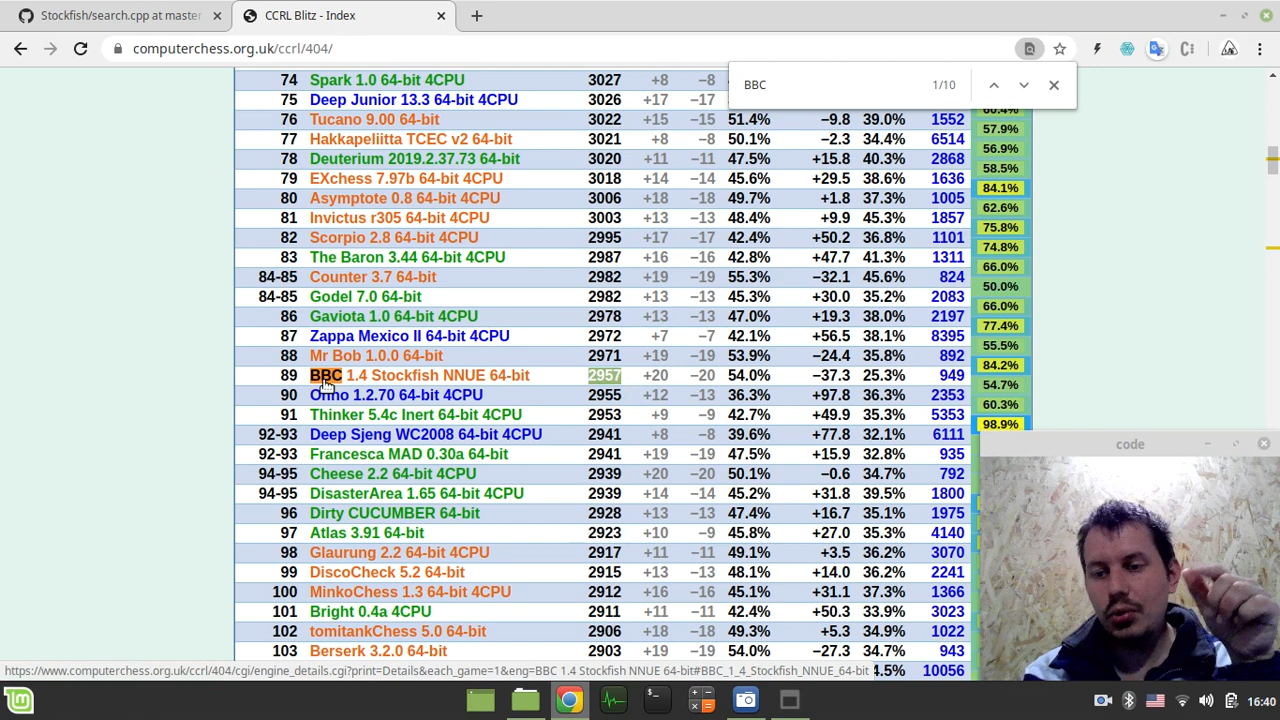 Stockfish/search.cpp at master
CCRL Blitz - Index
computerchess.org.uk/ccrl/404/
BBC 1/10
74 Spark 1.0 64-bit 4CPU 3027 +8 −8
75 Deep Junior 13.3 64-bit 4CPU 3026 +17 −17
76 Tucano 9.00 64-bit 3022 +15 −15 51.4% −9.8 39.0% 1552
57.9%
77 Hakkapeliitta TCEC v2 64-bit 3021 +8 −8 50.1% −2.3 34.4% 6514
56.9%
78 Deuterium 2019.2.37.73 64-bit 3020 +11 −11 47.5% +15.8 40.3% 2868
58.5%
79 EXchess 7.97b 64-bit 3018 +14 −14 45.6% +29.5 38.6% 1636
84.1%
80 Asymptote 0.8 64-bit 3006 +18 −18 49.7% +1.8 37.3% 1005
62.6%
81 Invictus r305 64-bit 3003 +13 −13 48.4% +9.9 45.3% 1857
75.8%
82 Scorpio 2.8 64-bit 2995 +17 −17 42.4% +50.2 36.8% 1101
74.8%
83 The Baron 3.44 64-bit 2987 +16 −16 42.8% +47.7 41.3% 1311
66.0%
84-85 Counter 3.7 64-bit 2982 +19 −19 55.3% −32.1 45.6% 824
50.0%
84-85 Godel 7.0 64-bit 2982 +13 −13 45.3% +30.0 35.2% 2083
66.0%
86 Gaviota 1.0 64-bit 4CPU 2978 +13 −13 47.0% +19.3 38.0% 2197
77.4%
87 Zappa Mexico II 64-bit 4CPU 2972 +7 −7 42.1% +56.5 38.1% 8395
55.5%
88 Mr Bob 1.0.0 64-bit 2971 +19 −19 53.9% −24.4 35.8% 892
84.2%
89 BBC 1.4 Stockfish NNUE 64-bit 2957 +20 −20 54.0% −37.3 25.3% 949
54.7%
90 1.2.70 64-bit 4CPU 2955 +12 −13 36.3% +97.8 36.3% 2353
60.3%
91 Thinker 5.4c Inert 64-bit 4CPU 2953 +9 −9 42.7% +49.9 35.3% 5353
98.9%
92-93 Deep Sjeng WC2008 64-bit 4CPU 2941 +8 −8 39.6% +77.8 32.1% 6111
92-93 Francesca MAD 0.30a 64-bit 2941 +19 −19 47.5% +15.9 32.8% 935
94-95 Cheese 2.2 64-bit 4CPU 2939 +20 −20 50.1% −0.6 34.7% 792
94-95 DisasterArea 1.65 64-bit 4CPU 2939 +14 −14 45.2% +31.8 39.5% 1800
96 Dirty CUCUMBER 64-bit 2928 +13 −13 47.4% +16.7 35.1% 1975
97 Atlas 3.91 64-bit 2923 +10 −9 45.8% +27.0 35.3% 4140
98 Glaurung 2.2 64-bit 4CPU 2917 +11 −11 49.1% +3.5 36.2% 3070
99 DiscoCheck 5.2 64-bit 2915 +13 −13 48.1% +14.0 36.2% 2241
100 MinkoChess 1.3 64-bit 4CPU 2912 +16 −16 45.1% +31.1 37.3% 1366
101 Bright 0.4a 4CPU 2911 +11 −11 42.4% +50.3 33.9% 3023
102 tomitankChess 5.0 64-bit 2906 +18 −18 49.3% +5.3 34.9% 1022
103 Berserk 3.2.0 64-bit 2903 +19 −19 54.0% −27.3 34.7% 943
4.5% 10056
code
https://www.computerchess.org.uk/ccrl/404/cgi/engine_details.cgi?print=Details&each_game=1&eng=BBC 1.4 Stockfish NNUE 64-bit#BBC_1_4_Stockfish_NNUE_64-bit
16:40